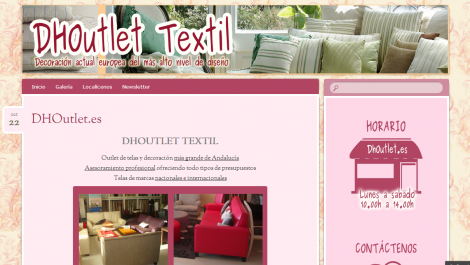 DHOutlet Textil
Decoración actual europea del más alto nivel de diseño
Inicio Galería Localícenos Newsletter
22
DHOutlet.es
DHOUTLET TEXTIL
Outlet de telas y decoración más grande de Andalucía
Asesoramiento profesional ofreciendo todo tipos de presupuestos
Telas de marcas nacionales e internacionales
HORARIO
DhOutlet.es
Lunes a sábado
10.00h a 14.00h
CONTÁCTENOS